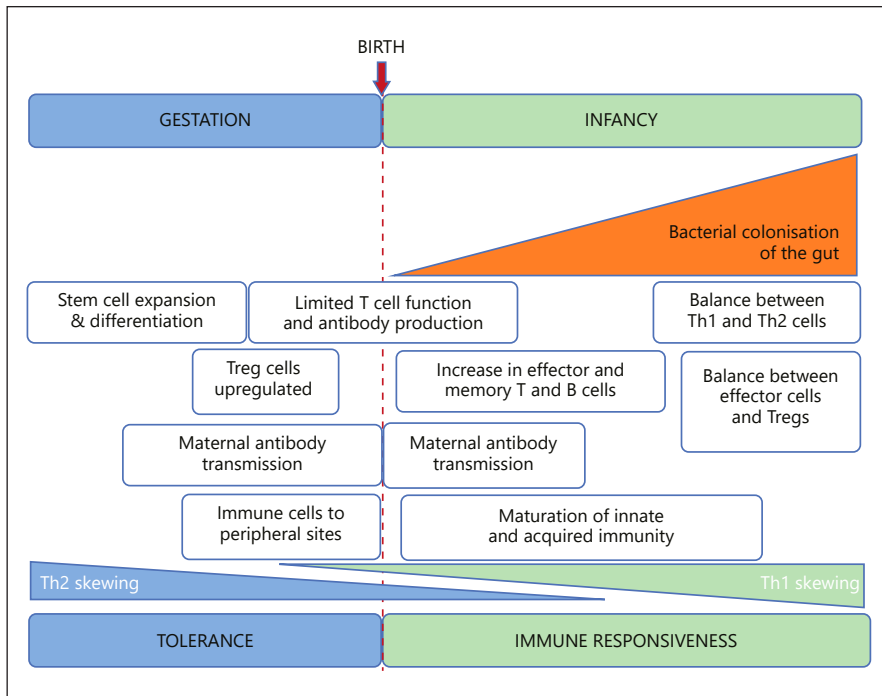 BIRTH
GESTATION
INFANCY
Bacterial colonisation
of the gut
Stem cell expansion
& differentiation
Limited T cell function
and antibody production
Balance between
Th1 and Th2 cells
Treg cells
upregulated
Increase in effector and
memory T and B cells
Balance between
effector cells
and Tregs
Maternal antibody
transmission
Maternal antibody
transmission
Immune cells to
peripheral sites
Maturation of innate
and acquired immunity
Th2 skewing
Th1 skewing
TOLERANCE
IMMUNE RESPONSIVENESS